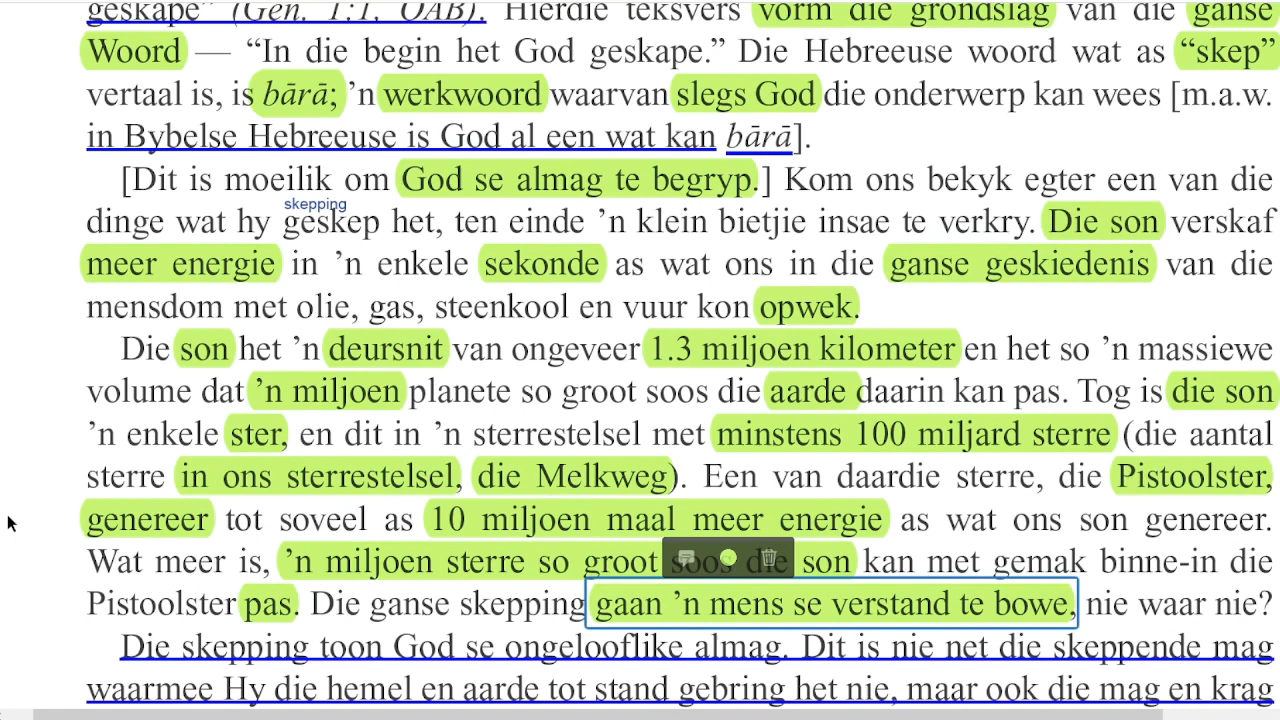 geskape” (Gen. 1:1, OAB). Hierdie teksvers vorm die grondslag van die ganse
Woord — “In die begin het God geskape.” Die Hebreeuse woord wat as “skep”
vertaal is, is bārā; ’n werkwoord waarvan slegs God die onderwerp kan wees [m.a.w.
in Bybelse Hebreeuse is God al een wat kan bārā].
[Dit is moeilik om God se almag te begryp.] Kom ons bekyk egter een van die
skepping
dinge wat hy geskep het, ten einde ’n klein bietjie insae te verkry. Die son verskaf
meer energie in ’n enkele sekonde as wat ons in die ganse geskiedenis van die
mensdom met olie, gas, steenkool en vuur kon opwek.
Die son het ’n deursnit van ongeveer 1.3 miljoen kilometer en het so ’n massiewe
volume dat ’n miljoen planete so groot soos die aarde daarin kan pas. Tog is die son
’n enkele ster, en dit in ’n sterrestelsel met minstens 100 miljard sterre (die aantal
sterre in ons sterrestelsel, die Melkweg). Een van daardie sterre, die Pistoolster,
genereer tot soveel as 10 miljoen maal meer energie as wat ons son genereer.
Wat meer is, ’n miljoen sterre so groot soos die son kan met gemak binne-in die
Pistoolster pas. Die ganse skepping gaan ’n mens se verstand te bowe, nie waar nie?
Die skepping toon God se ongelooflike almag. Dit is nie net die skeppende mag
waarmee Hy die hemel en aarde tot stand gebring het nie, maar ook die mag en krag